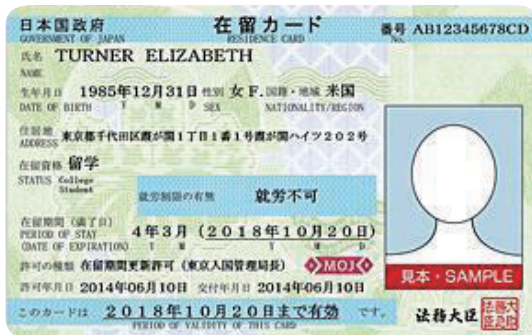 日本国政府 在留カード 番号 AB12345678CD
GOVERNMENT OF JAPAN RESIDENCE CARD No.
氏名 TURNER ELIZABETH
NAME
生年月日 1985年12月31日 性別 女 F. 国籍・地域 米国
DATE OF BIRTH Y M D SEX NATIONALITY/REGION
住居地 東京都千代田区霞が関1丁目1番1号霞が関ハイツ202号
ADDRESS
在留資格 留学
STATUS College Student
就労制限の有無 就労不可
在留期間(満了日) 4年3月(2018年10月20日)
PERIOD OF STAY
(DATE OF EXPIRATION) Y M Y M D
許可の種類 在留期間更新許可(東京入国管理局長) MOJ
見本・SAMPLE
許可年月日 2014年06月10日 交付年月日 2014年06月10日
このカードは 2018年10月20日まで有効 です。
PERIOD OF VALIDITY OF THIS CARD
法務大臣